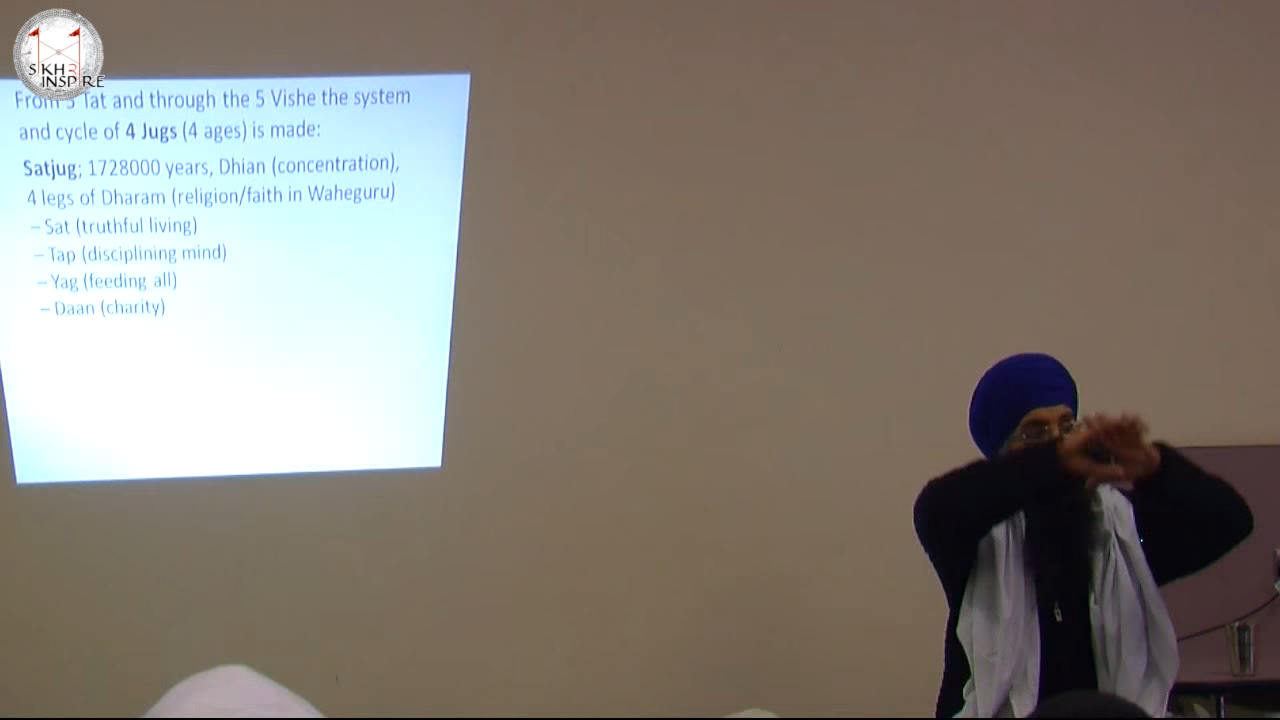 SIKH2
INSPIRE
From 5 Tat and through the 5 Vishe the system
and cycle of 4 Jugs (4 ages) is made:
Satjug; 1728000 years, Dhian (concentration),
4 legs of Dharam (religion/faith in Waheguru)
– Sat (truthful living)
– Tap (disciplining mind)
– Yag (feeding all)
– Daan (charity)